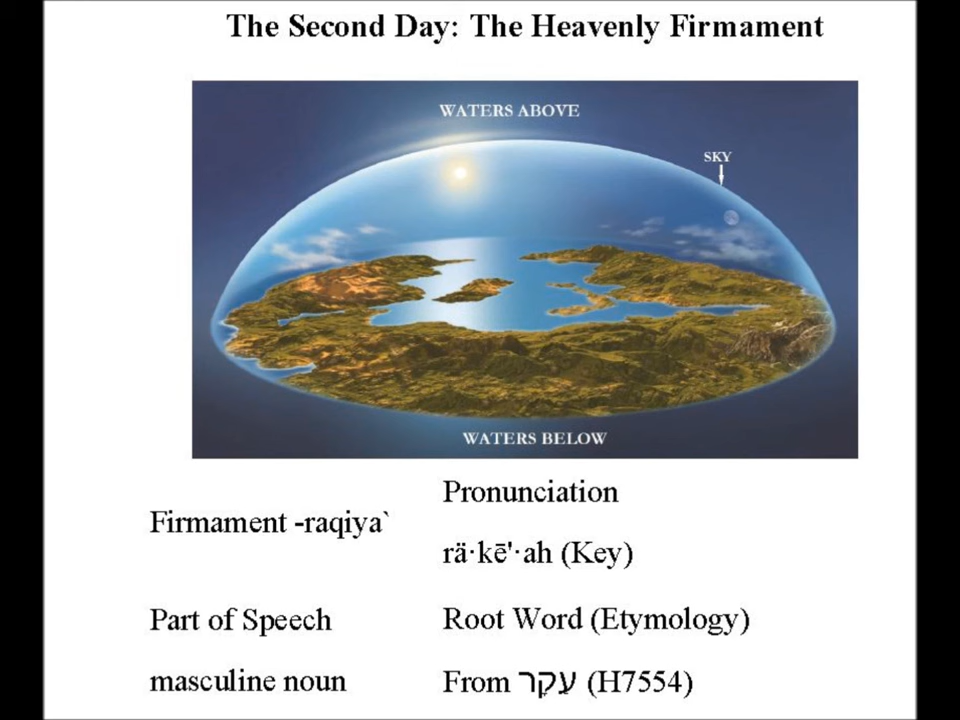 The Second Day: The Heavenly Firmament
WATERS ABOVE
SKY
WATERS BELOW
Firmament -raqiya`
Pronunciation
rä·kē'·ah (Key)
Part of Speech
masculine noun
Root Word (Etymology)
From רָקַע (H7554)